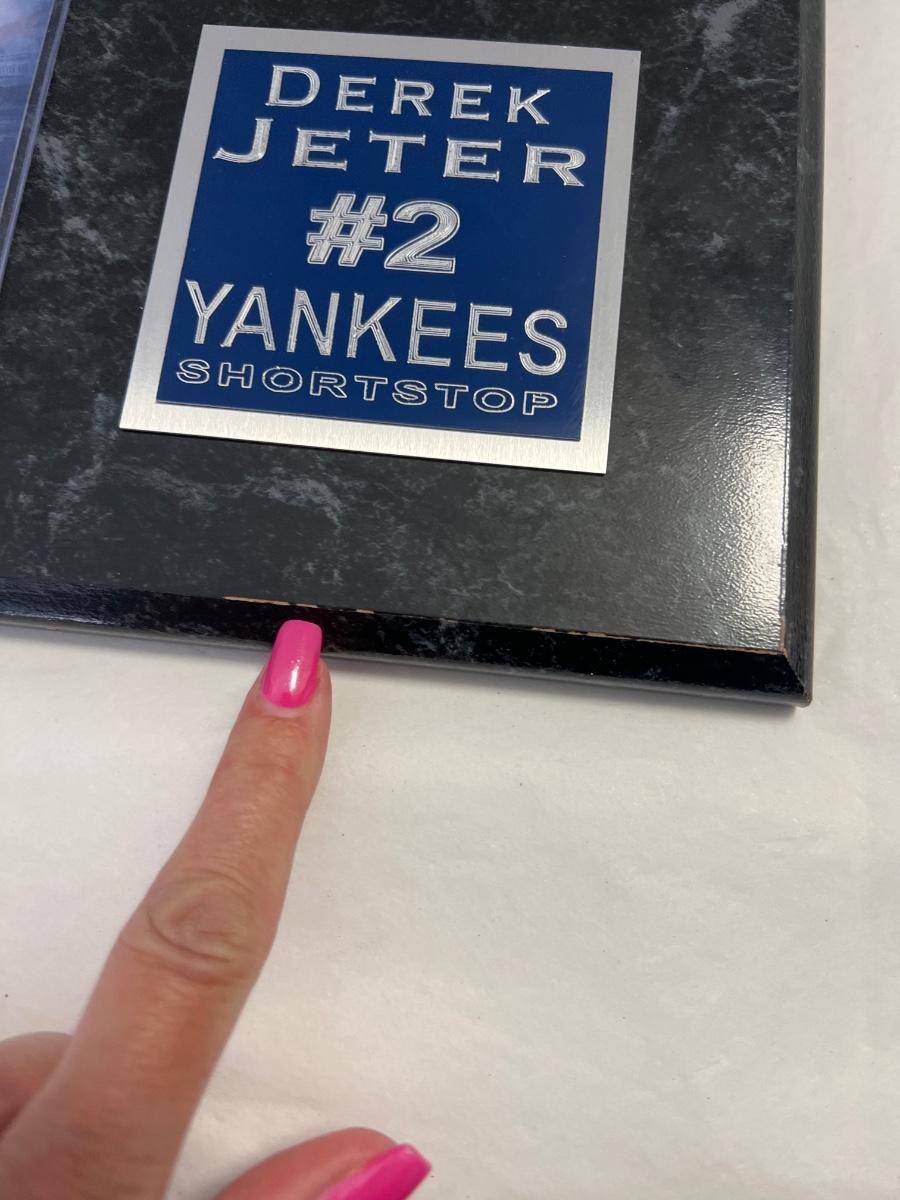 DEREK
JETER
#2
YANKEES
SHORTSTOP